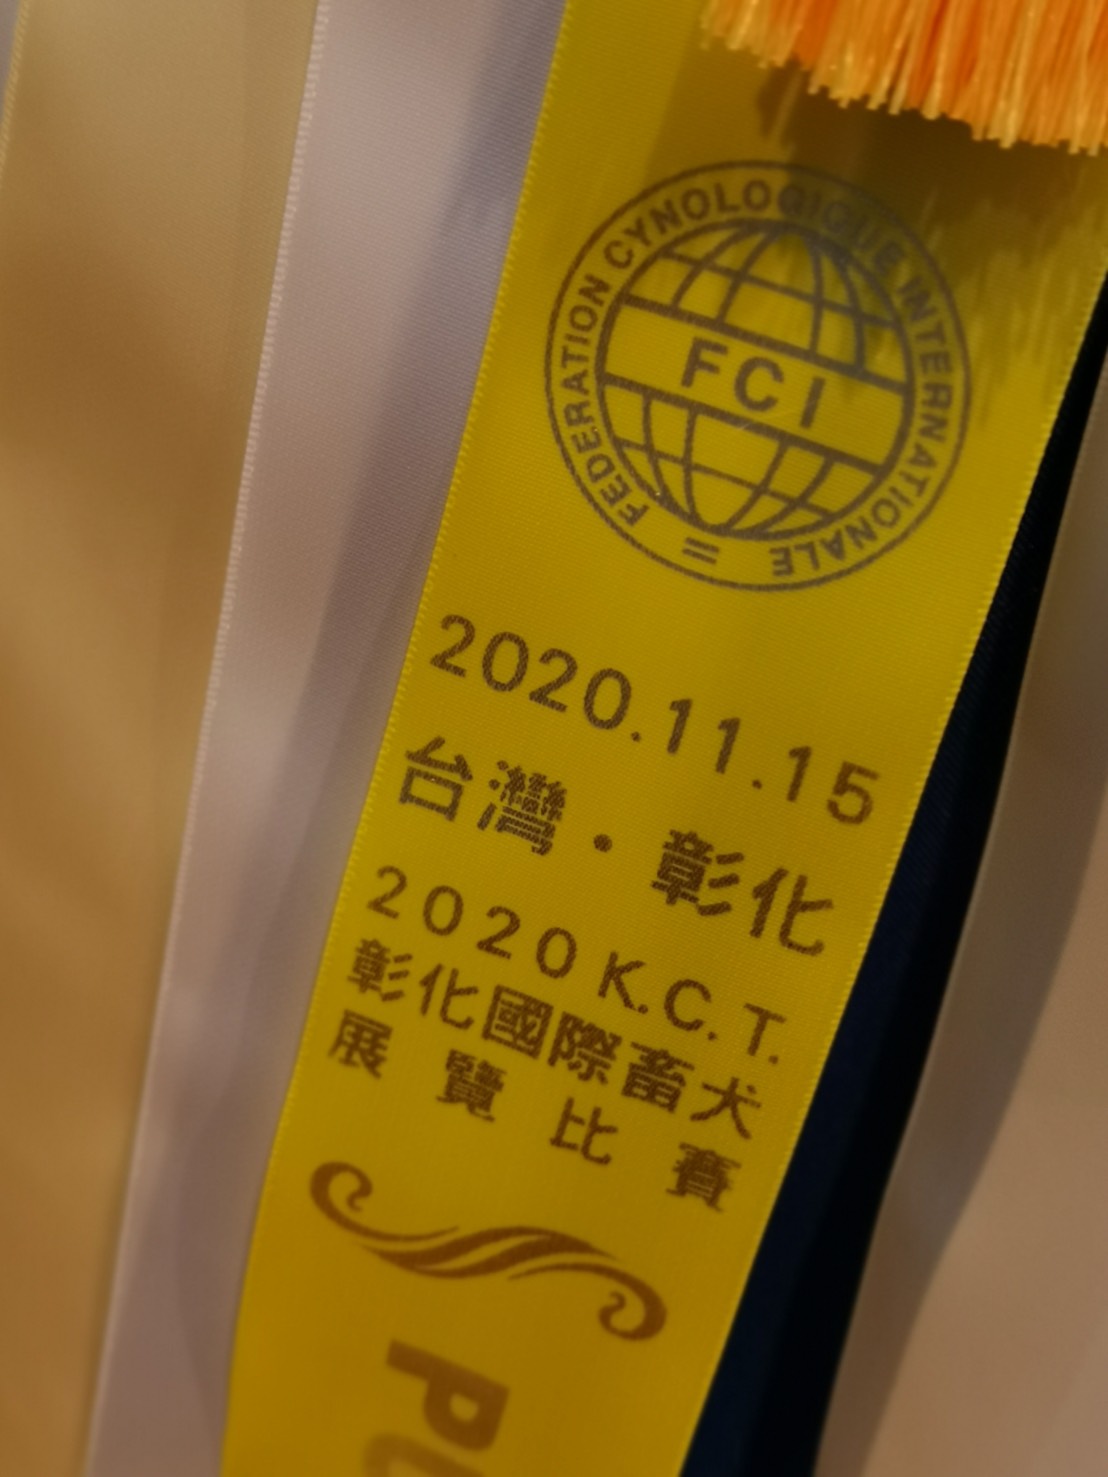 FEDERATION CYNOLOGIQUE INTERNATIONALE =
FCI
2020.11.15
台灣・彰化
2020 K.C.T.
彰化國際畜犬
展覽比賽